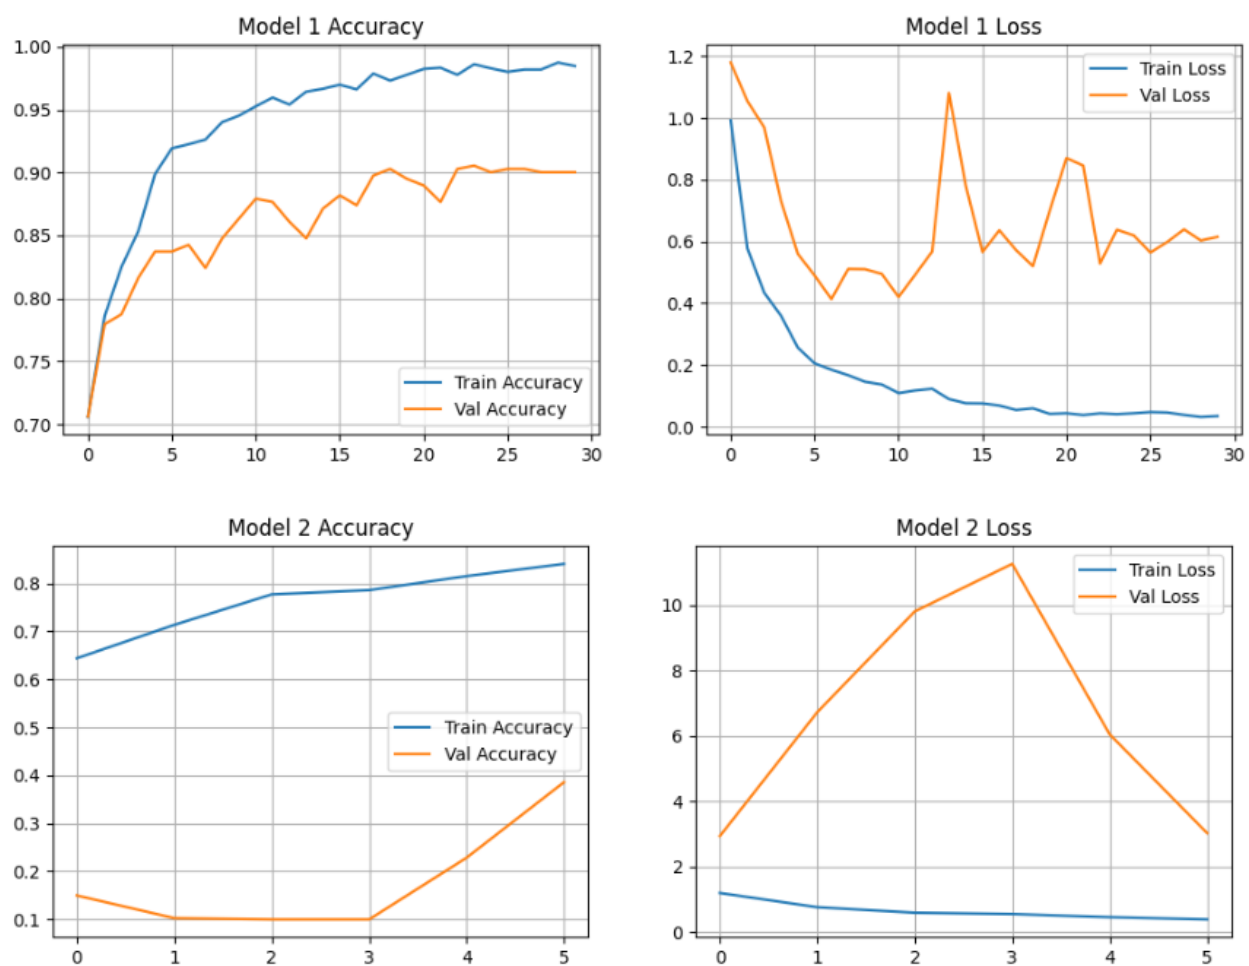 Model 1 Accuracy
1.00
0.95
0.90
0.85
0.80
0.75
0.70
Train Accuracy
Val Accuracy
0 5 10 15 20 25 30
Model 1 Loss
1.2
1.0
0.8
0.6
0.4
0.2
0.0
Train Loss
Val Loss
0 5 10 15 20 25 30
Model 2 Accuracy
0.8
0.7
0.6
0.5
0.4
0.3
0.2
0.1
Train Accuracy
Val Accuracy
0 1 2 3 4 5
Model 2 Loss
10
8
6
4
2
0
Train Loss
Val Loss
0 1 2 3 4 5